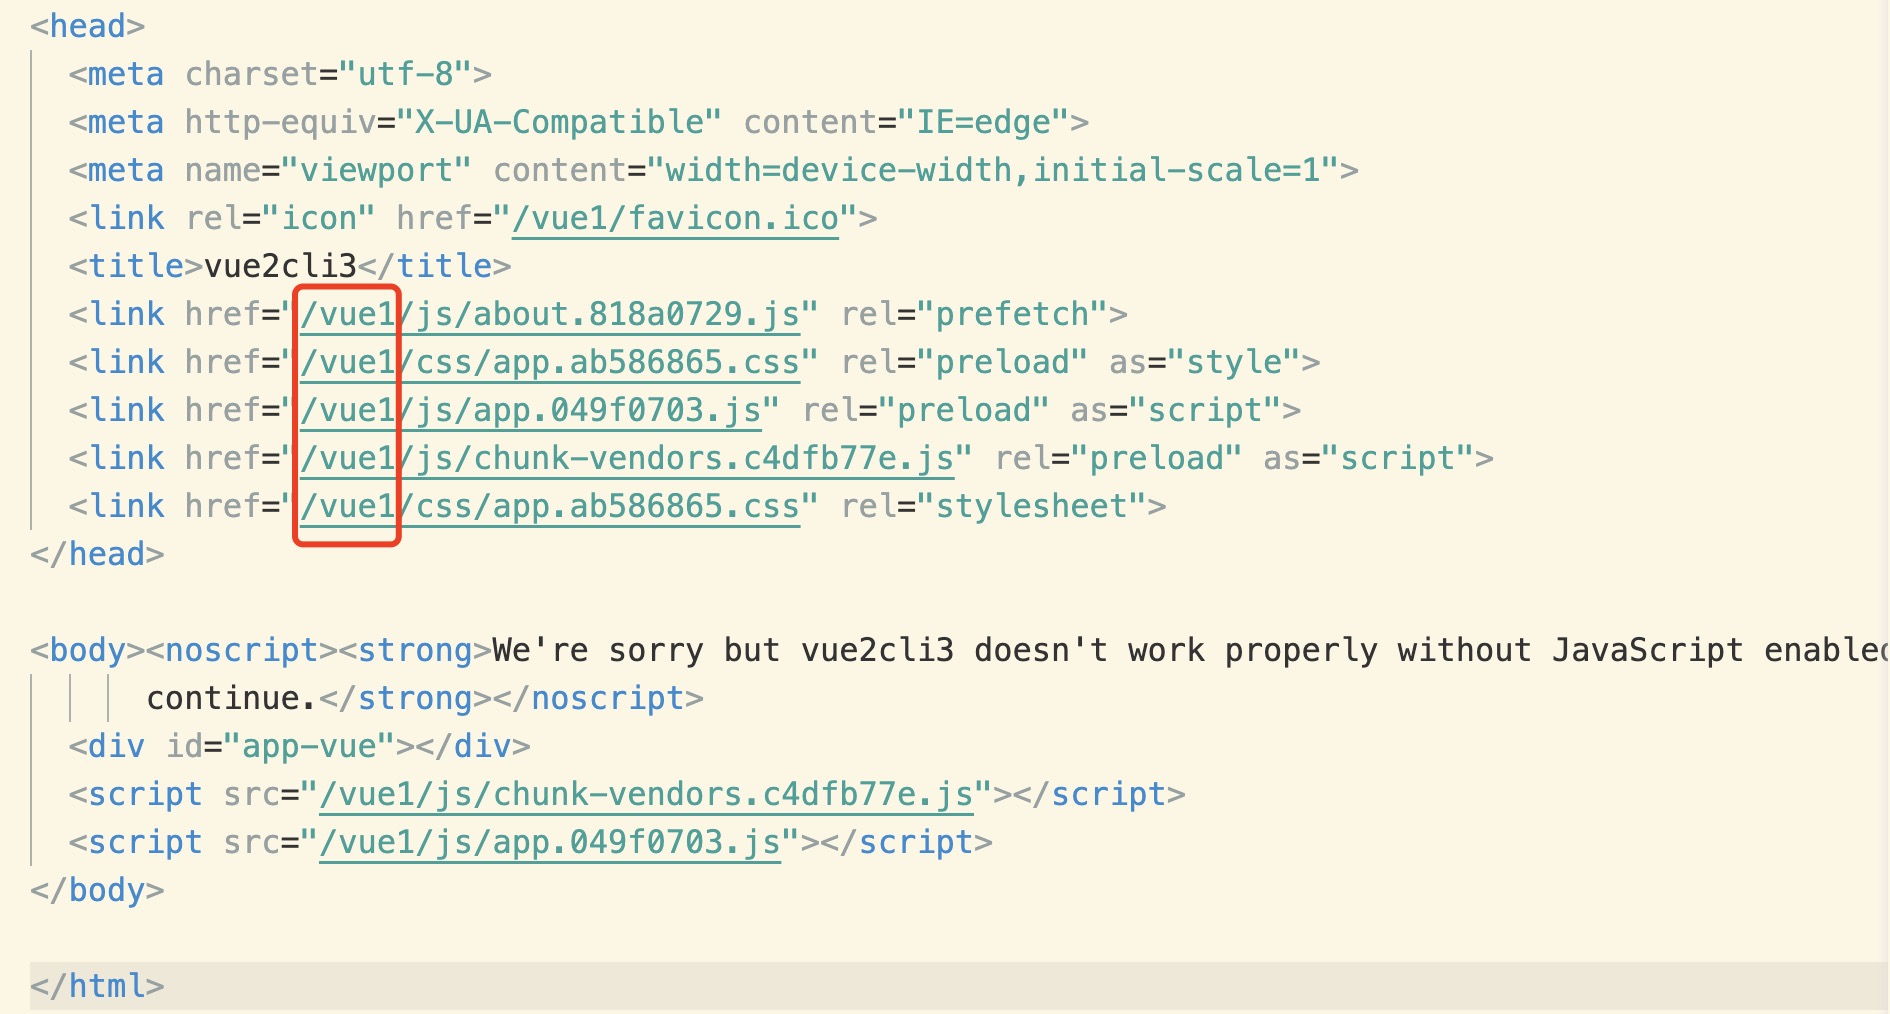 <head>
<meta charset="utf-8">
<meta http-equiv="X-UA-Compatible" content="IE=edge">
<meta name="viewport" content="width=device-width,initial-scale=1">
<link rel="icon" href="/vue1/favicon.ico">
<title>vue2cli3</title>
<link href="/vue1/js/about.818a0729.js" rel="prefetch">
<link href="/vue1/css/app.ab586865.css" rel="preload" as="style">
<link href="/vue1/js/app.049f0703.js" rel="preload" as="script">
<link href="/vue1/js/chunk-vendors.c4dfb77e.js" rel="preload" as="script">
<link href="/vue1/css/app.ab586865.css" rel="stylesheet">
</head>
<body><noscript><strong>We're sorry but vue2cli3 doesn't work properly without JavaScript enabled
continue.</strong></noscript>
<div id="app-vue"></div>
<script src="/vue1/js/chunk-vendors.c4dfb77e.js"></script>
<script src="/vue1/js/app.049f0703.js"></script>
</body>
</html>